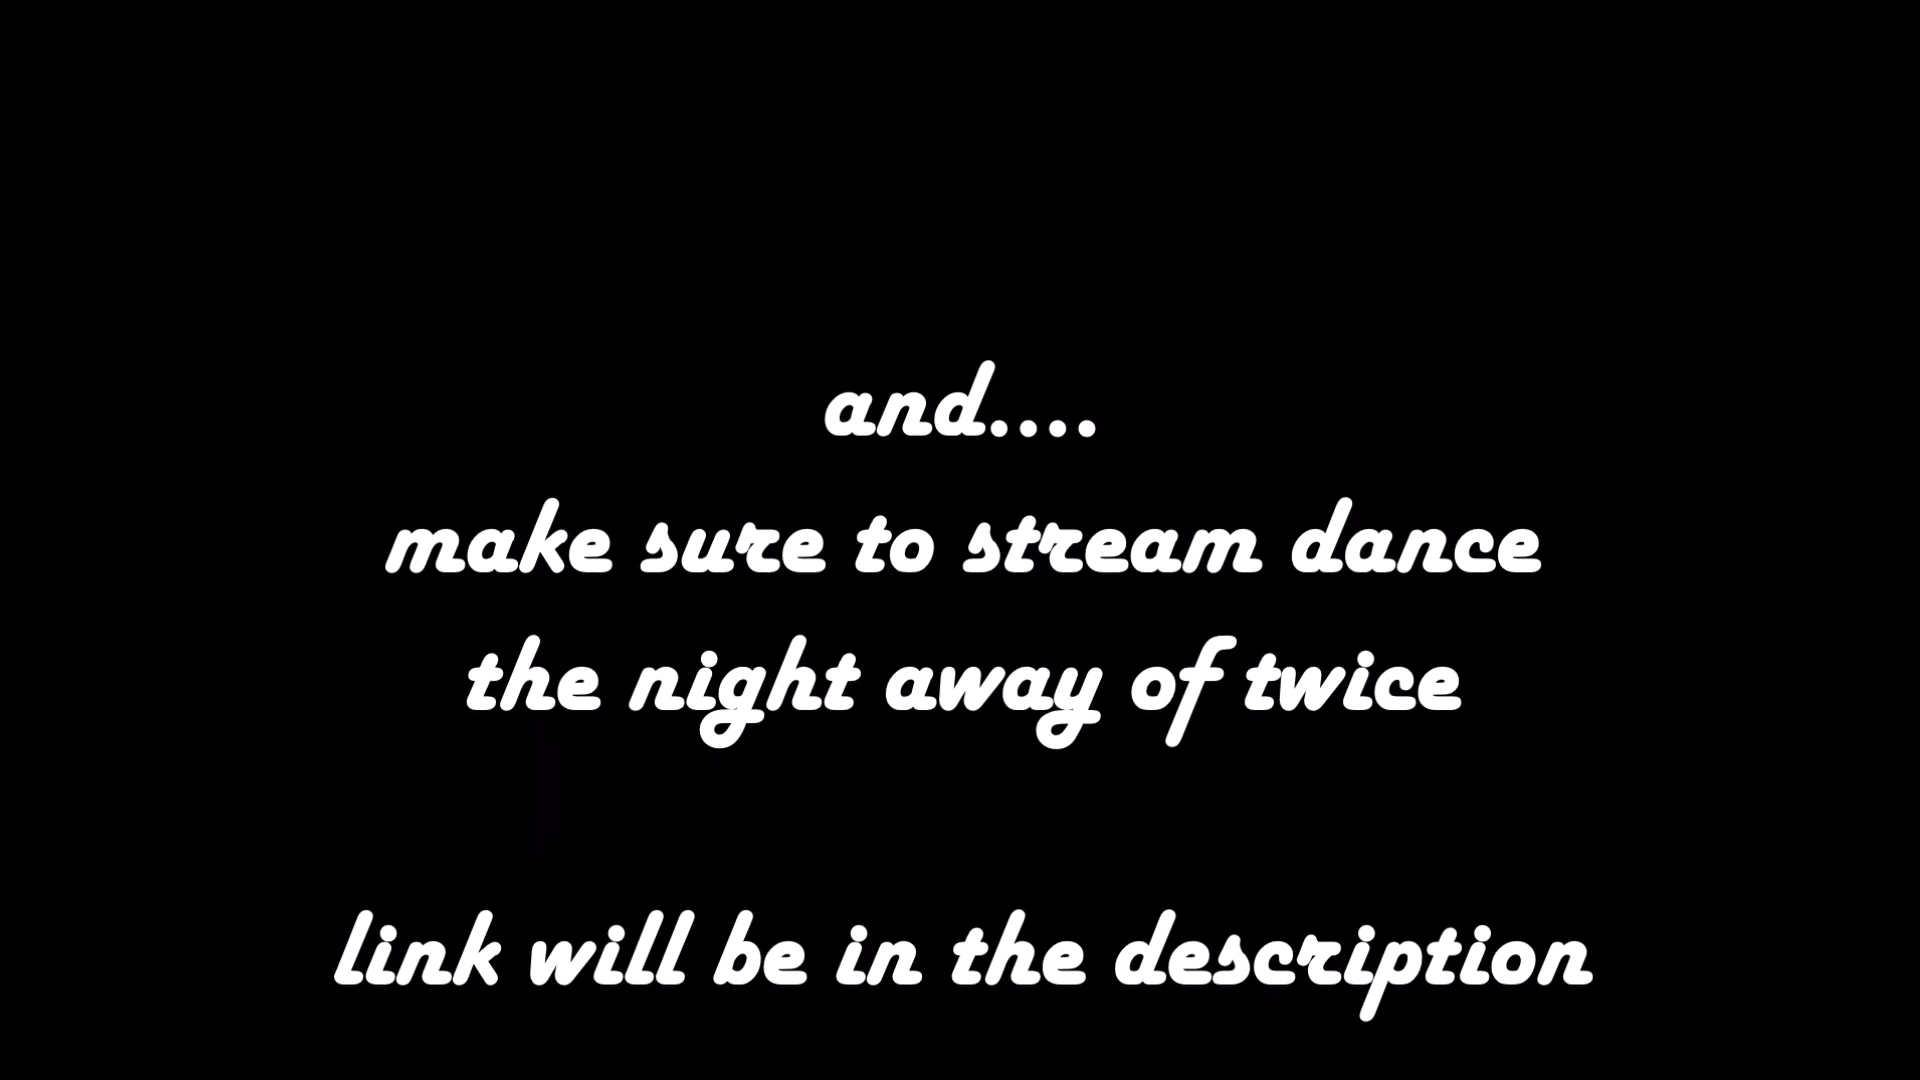 and....
make sure to stream dance
the night away of twice
link will be in the description